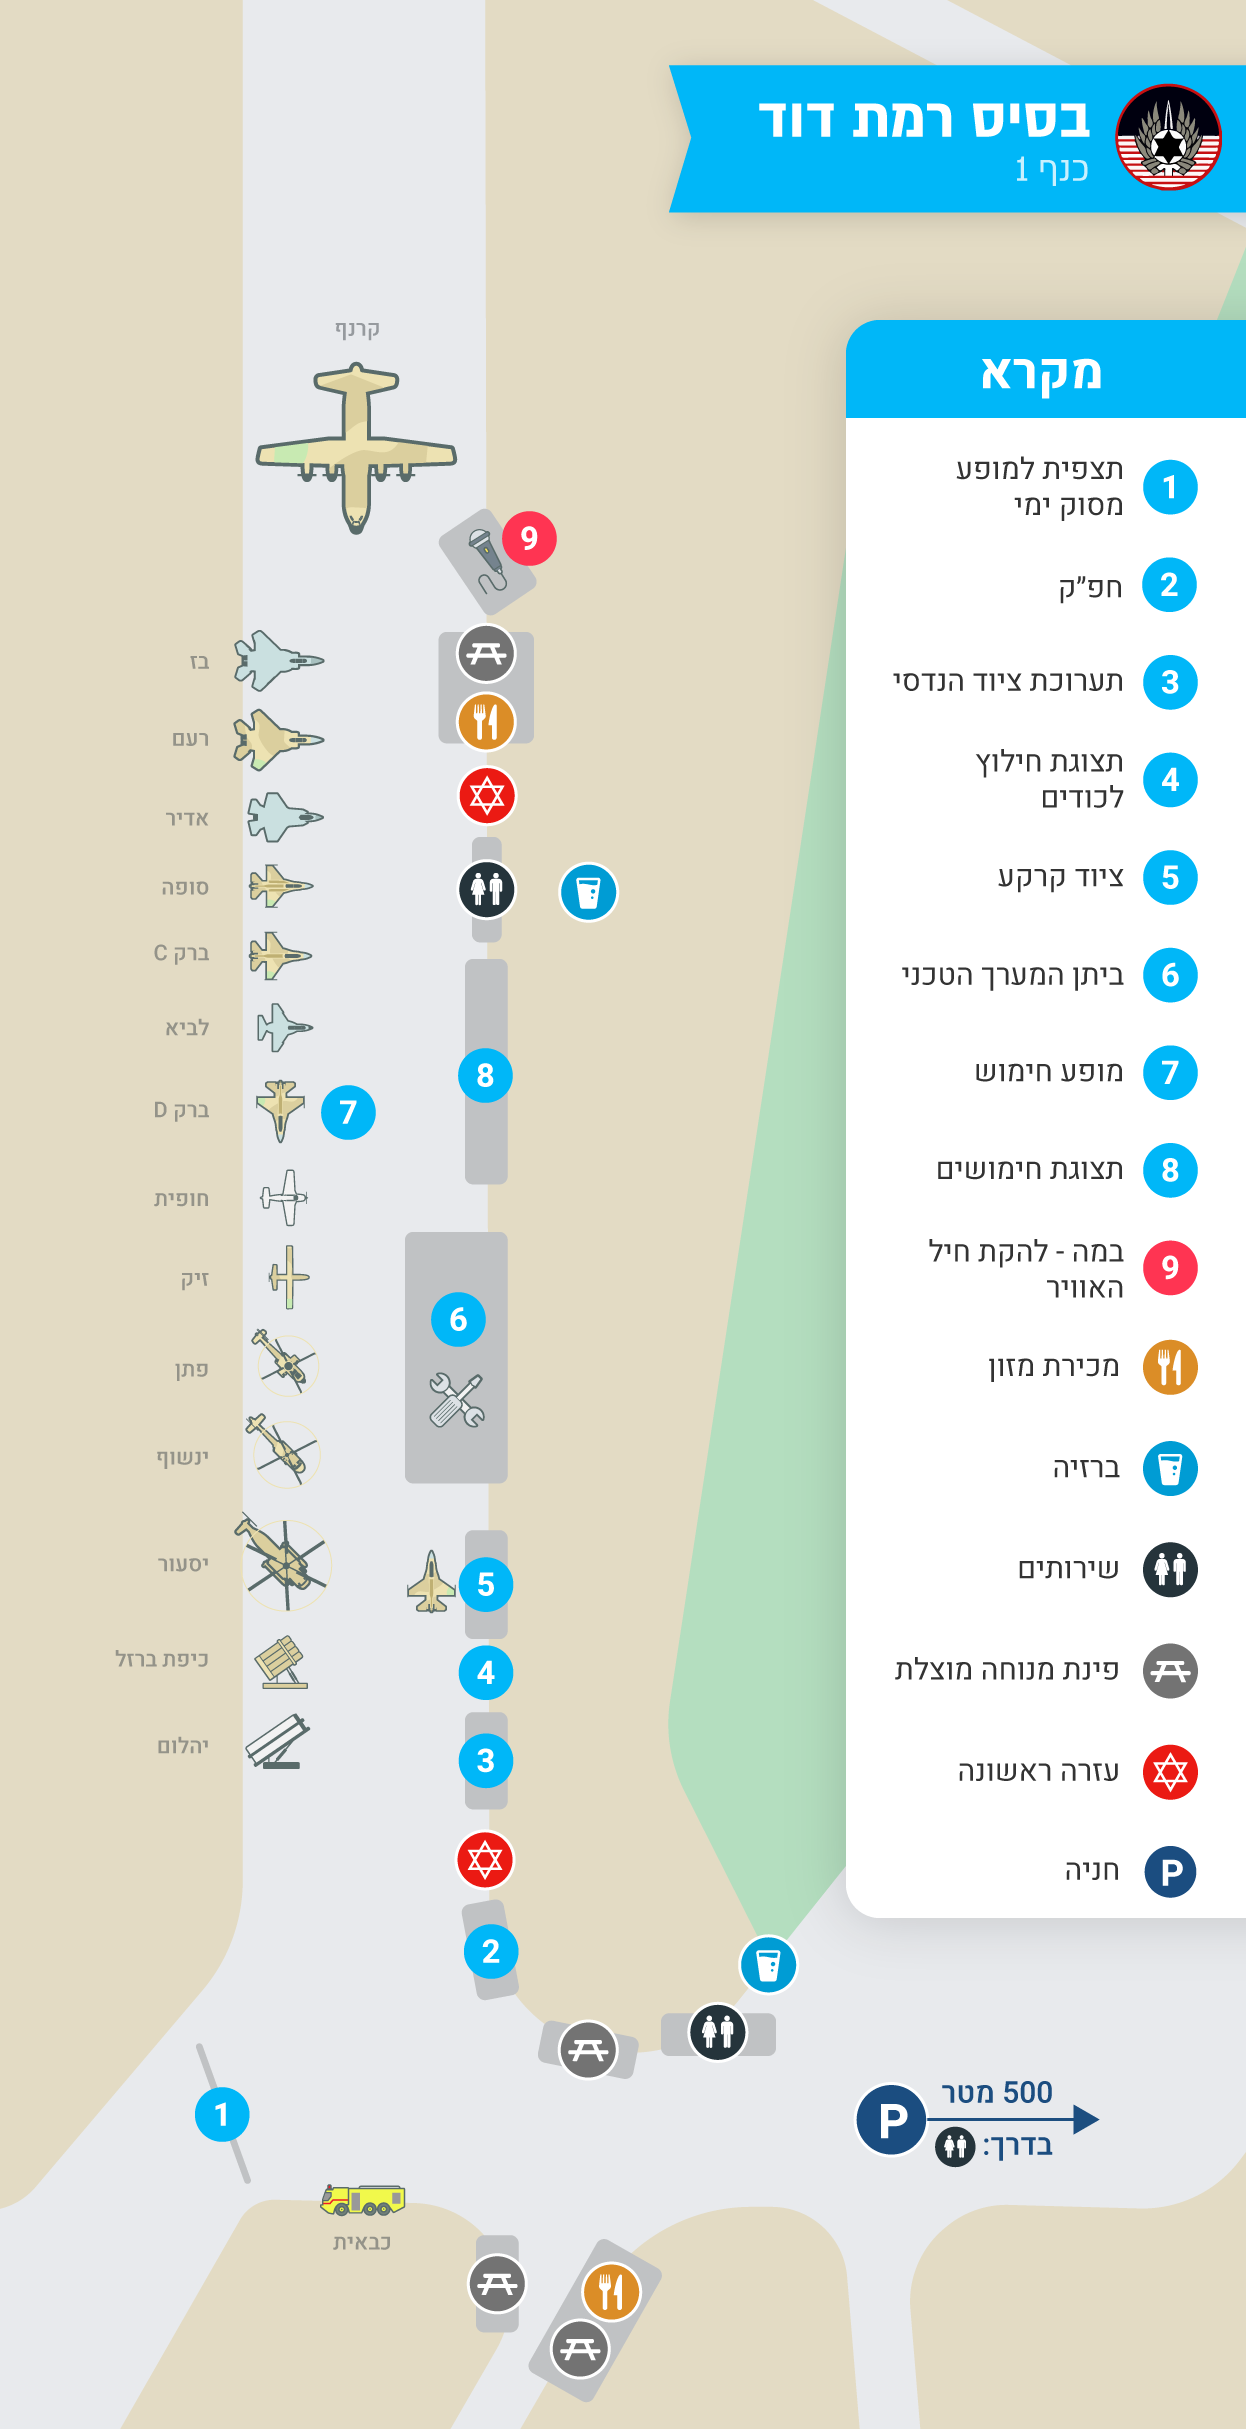 בסיס רמת דוד
כנף 1
מקרא
1 תצפית למופע
מסוק ימי
2 חפ״ק
3 תערוכת ציוד הנדסי
4 תצוגת חילוץ
לכודים
5 ציוד קרקע
6 ביתן המערך הטכני
7 מופע חימוש
8 תצוגת חימושים
9 במה - להקת חיל
האוויר
מכירת מזון
ברזיה
שירותים
פינת מנוחה מוצלת
עזרה ראשונה
P חניה
קרנף
9
בז
רעם
אדיר
סופה
ברק C
לביא
8
ברק D
7
חופית
זיק
6
פתן
ינשוף
יסעור
5
כיפת ברזל
4
יהלום
3
2
1
P
500 מטר
בדרך:
כבאית